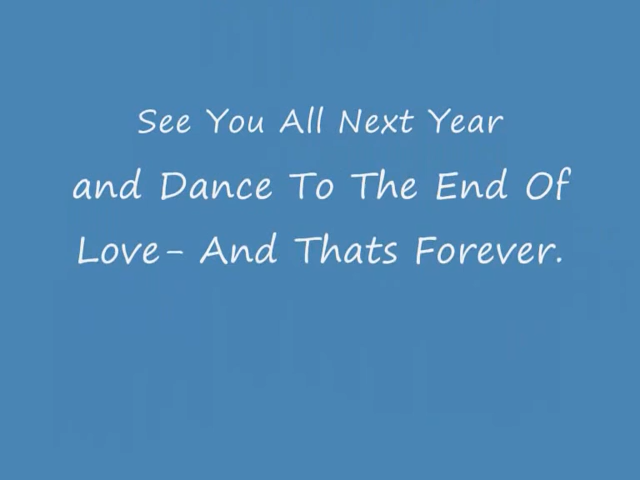 See You All Next Year
and Dance To The End Of
Love- And Thats Forever.